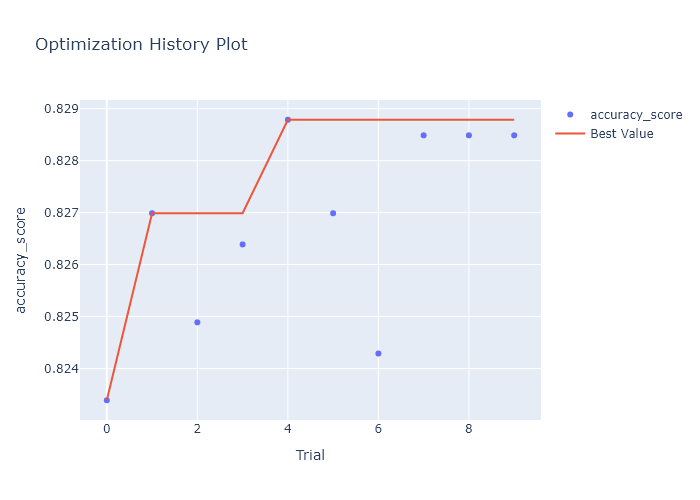 Optimization History Plot
accuracy_score
Best Value
0.829
0.828
0.827
0.826
0.825
0.824
accuracy_score
0
2
4
6
8
Trial